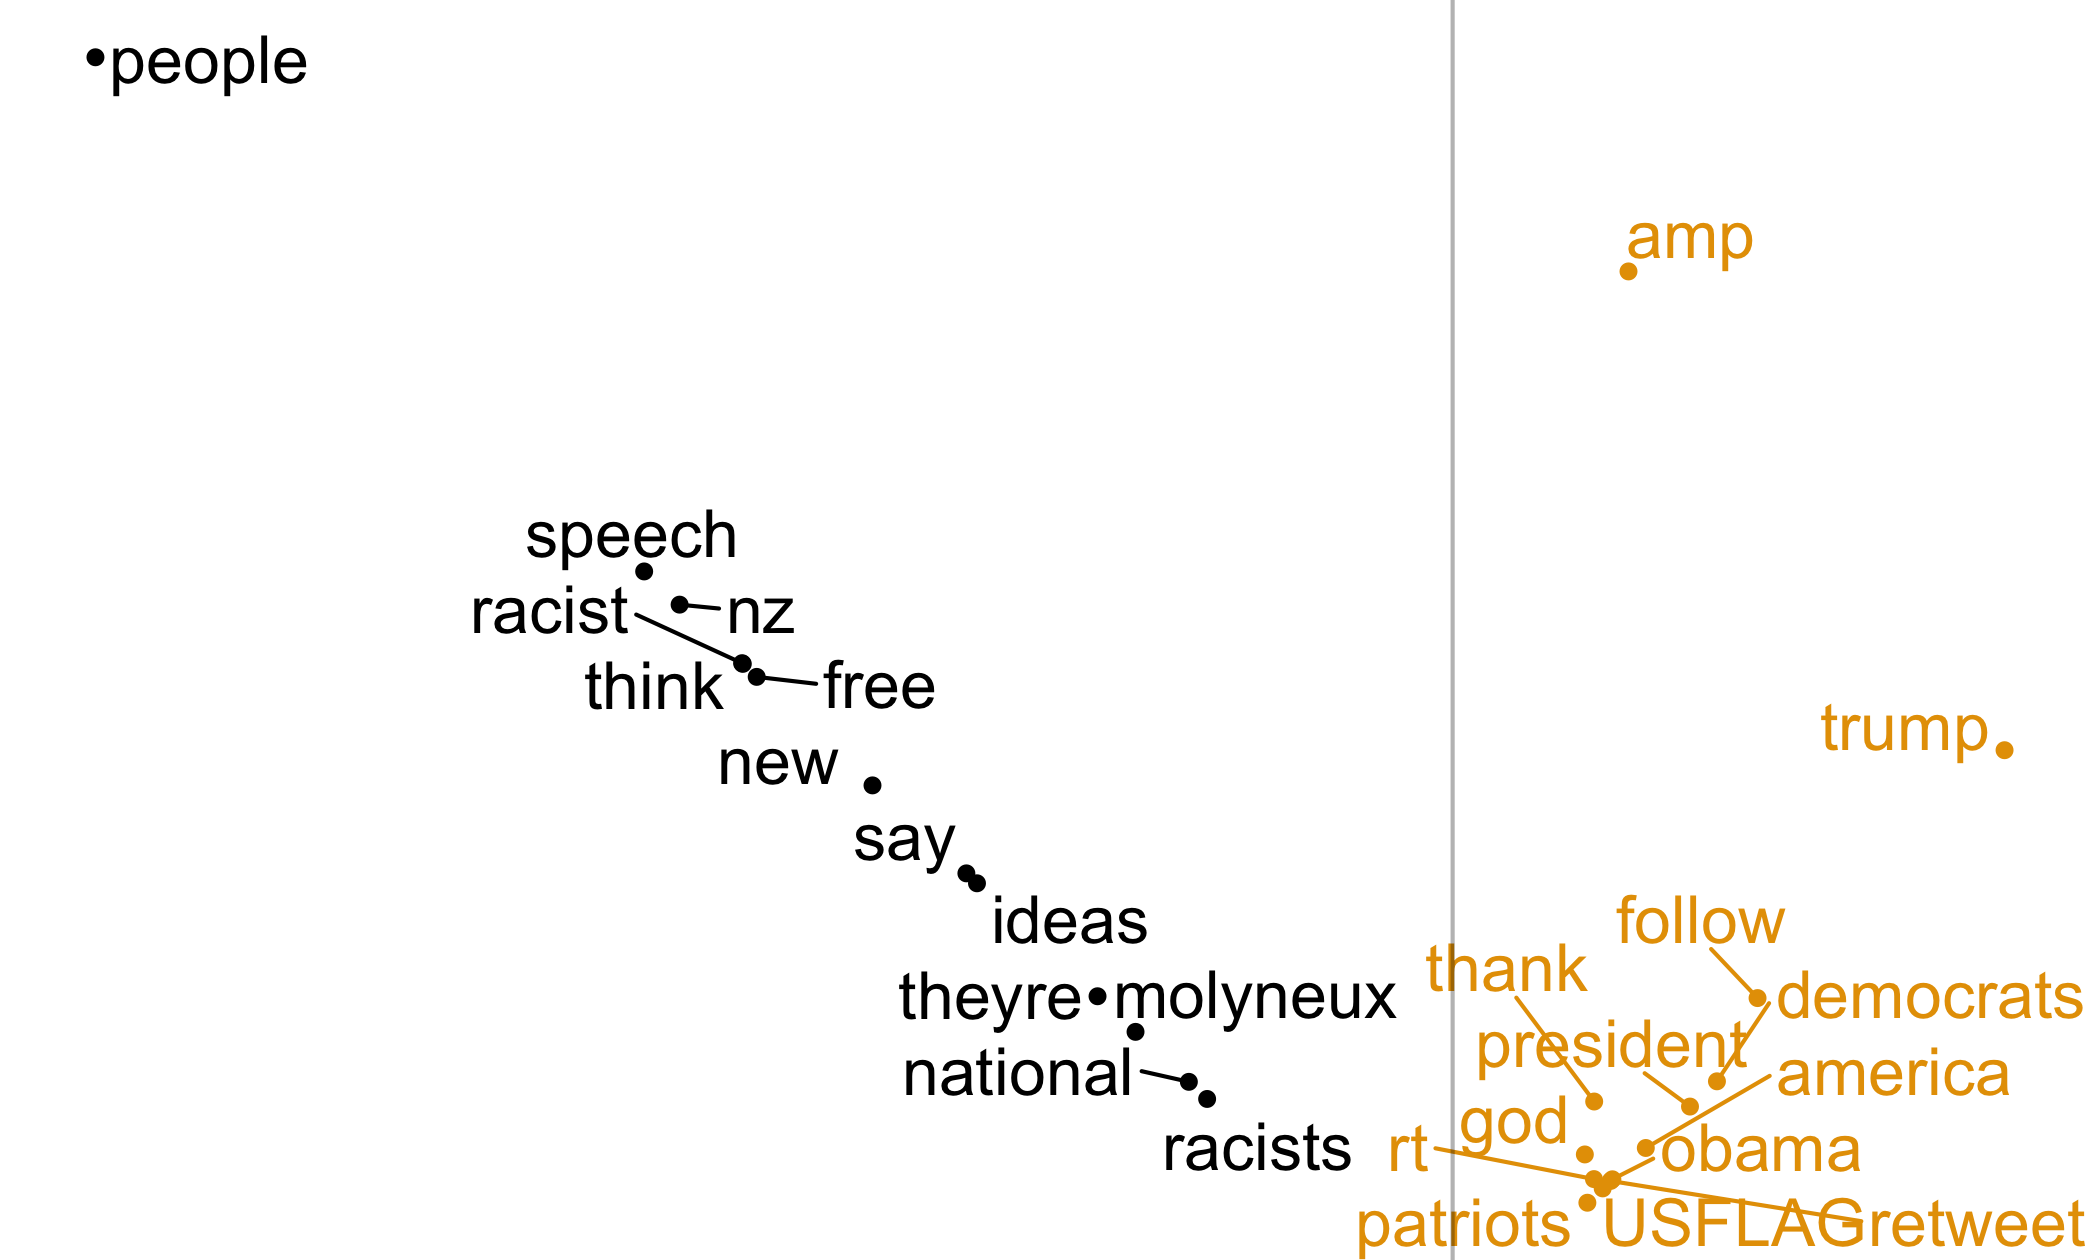 people
amp
speech
racist nz
think free
trump
new
say
ideas
follow
thank
theyre molyneux democrats
president
national america
god
racists rt obama
patriots USFLAG retweet